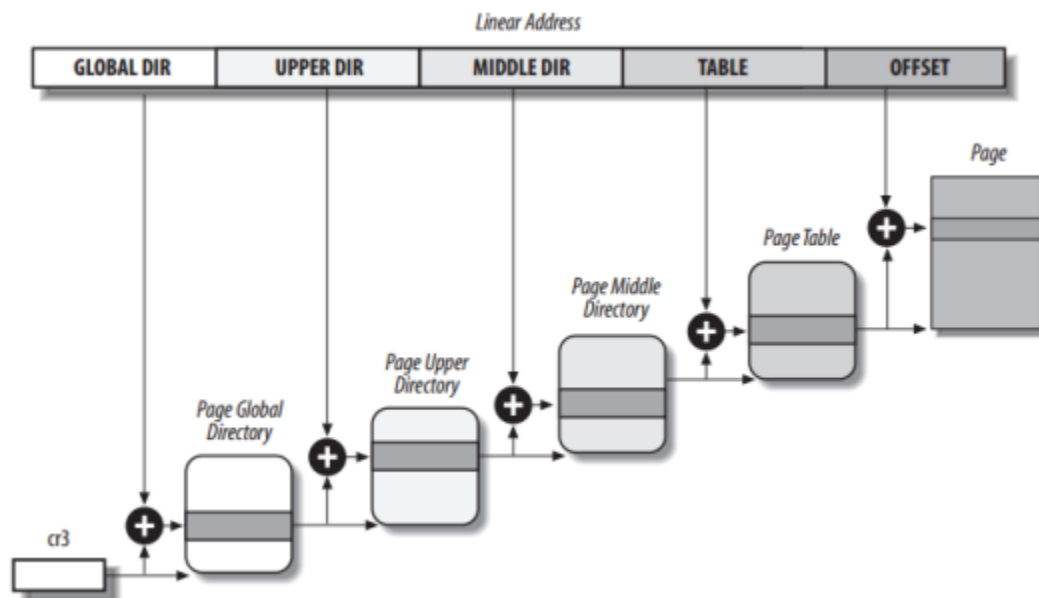 Linear Address
GLOBAL DIR
UPPER DIR
MIDDLE DIR
TABLE
OFFSET
Page
Page Table
Page Middle
Directory
Page Upper
Directory
Page Global
Directory
cr3